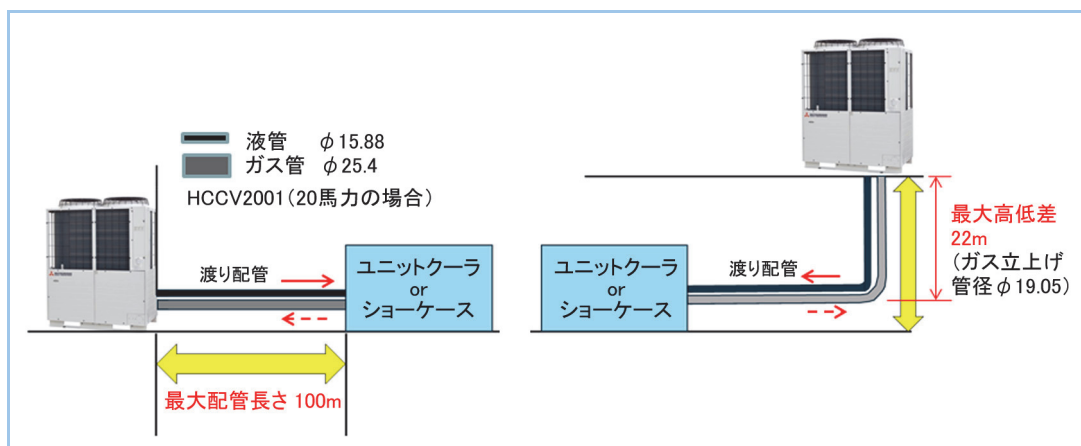 液管 φ15.88
ガス管 φ25.4
HCCV2001(20馬力の場合)
渡り配管
ユニットクーラ
or
ショーケース
最大配管長さ 100m
ユニットクーラ
or
ショーケース
渡り配管
最大高低差
22m
(ガス立上げ
管径φ19.05)